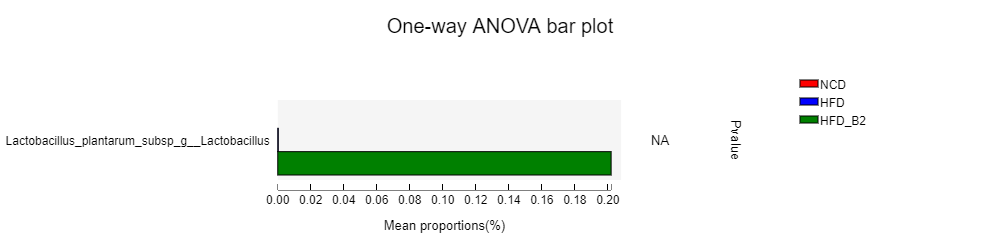 One-way ANOVA bar plot
NCD
HFD
HFD_B2
Lactobacillus_plantarum_subsp_g__Lactobacillus
NA
Pvalue
0.00 0.02 0.04 0.06 0.08 0.10 0.12 0.14 0.16 0.18 0.20
Mean proportions(%)